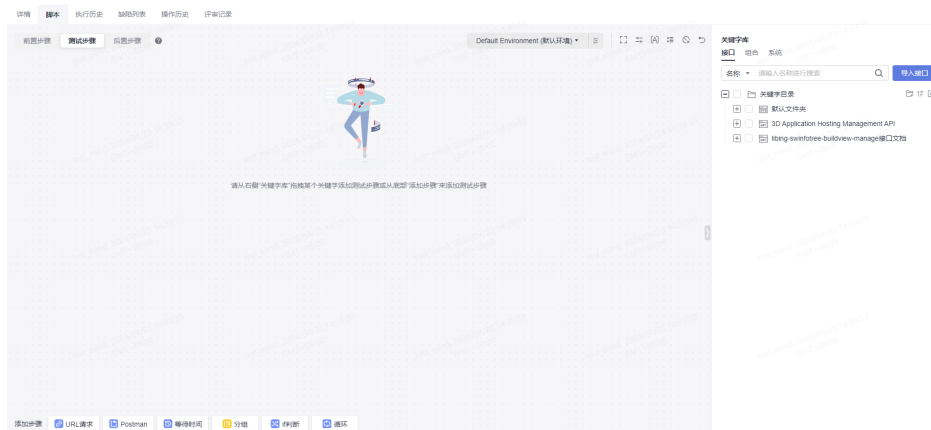 详情 脚本 执行历史 缺陷列表 操作历史 评审记录
前置步骤 测试步骤 后置步骤
Default Environment (默认环境)
请从右侧"关键字库"拖拽某个关键字添加测试步骤或从底部"添加步骤"来添加测试步骤
添加步骤 URL请求 Postman 等待时间 分组 if判断 循环
关键字库
接口 组合 系统
名称 请输入名称进行搜索 导入接口
关键字目录
默认文件夹
3D Application Hosting Management API
libing-swinfotree-buildview-manage接口文档